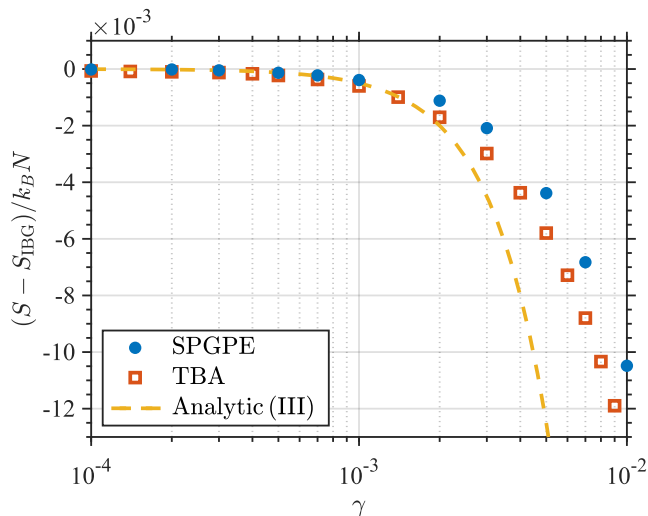 ×10⁻³
0
-2
-4
-6
-8
-10
-12
(S − S_IBG)/k_B N
SPGPE
TBA
Analytic (III)
10⁻⁴
10⁻³
10⁻²
γ